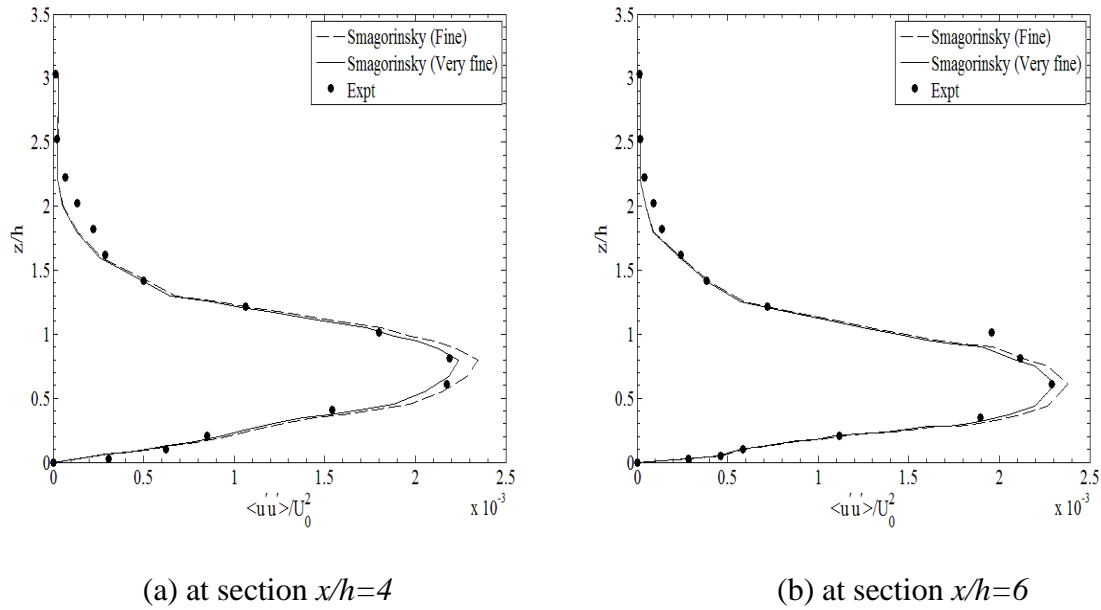 3.5
3
2.5
2
1.5
1
0.5
0
z/h
Smagorinsky (Fine)
Smagorinsky (Very fine)
Expt
0 0.5 1 1.5 2 2.5
<u'u'>/U₀²
x 10⁻³
(a) at section x/h=4
3.5
3
2.5
2
1.5
1
0.5
0
z/h
Smagorinsky (Fine)
Smagorinsky (Very fine)
Expt
0 0.5 1 1.5 2 2.5
<u'u'>/U₀²
x 10⁻³
(b) at section x/h=6